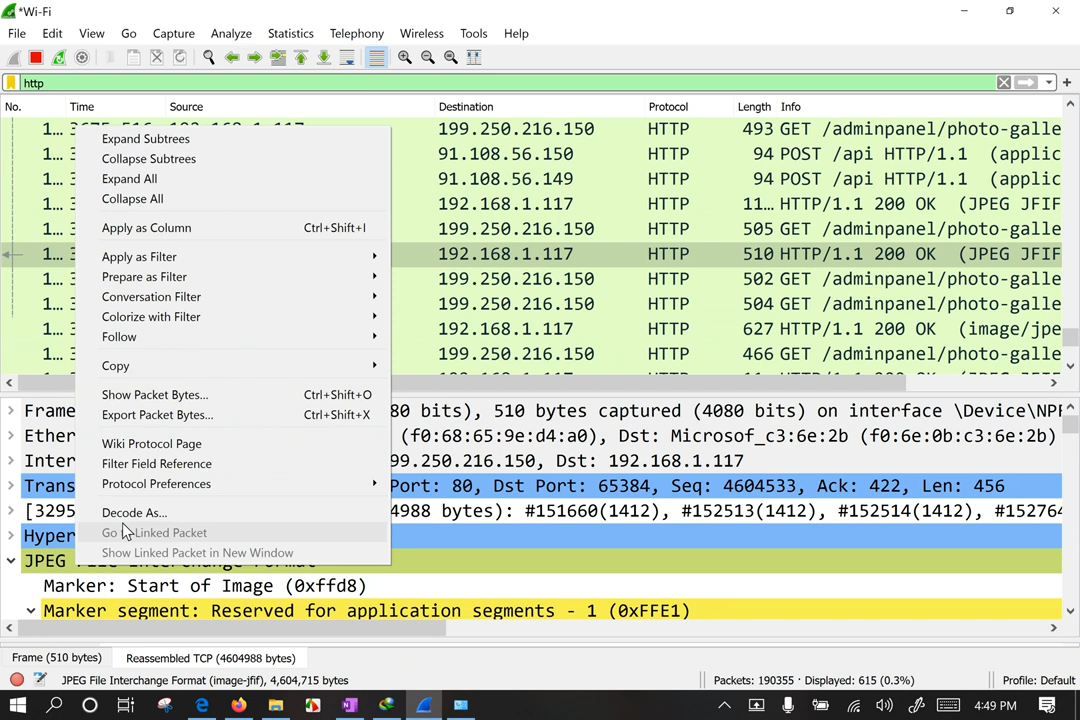 *Wi-Fi
File Edit View Go Capture Analyze Statistics Telephony Wireless Tools Help
http
No. Time Source Destination Protocol Length Info
1… 199.250.216.150 HTTP 493 GET /adminpanel/photo-galle
1… 91.108.56.150 HTTP 94 POST /api HTTP/1.1 (applic
1… 91.108.56.149 HTTP 94 POST /api HTTP/1.1 (applic
1… 192.168.1.117 HTTP 11… HTTP/1.1 200 OK (JPEG JFIF
1… 199.250.216.150 HTTP 505 GET /adminpanel/photo-galle
1… 192.168.1.117 HTTP 510 HTTP/1.1 200 OK (JPEG JFIF
1… 199.250.216.150 HTTP 502 GET /adminpanel/photo-galle
1… 199.250.216.150 HTTP 504 GET /adminpanel/photo-galle
1… 192.168.1.117 HTTP 627 HTTP/1.1 200 OK (image/jpe
1… 199.250.216.150 HTTP 466 GET /adminpanel/photo-galle
Expand Subtrees
Collapse Subtrees
Expand All
Collapse All
Apply as Column Ctrl+Shift+I
Apply as Filter
Prepare as Filter
Conversation Filter
Colorize with Filter
Follow
Copy
Show Packet Bytes... Ctrl+Shift+O
Export Packet Bytes... Ctrl+Shift+X
Wiki Protocol Page
Filter Field Reference
Protocol Preferences
Decode As...
Go Linked Packet
Show Linked Packet in New Window
Frame 80 bits), 510 bytes captured (4080 bits) on interface \Device\NPF
Ether (f0:68:65:9e:d4:a0), Dst: Microsof_c3:6e:2b (f0:6e:0b:c3:6e:2b)
Inter 99.250.216.150, Dst: 192.168.1.117
Trans Port: 80, Dst Port: 65384, Seq: 4604533, Ack: 422, Len: 456
[3295 4988 bytes): #151660(1412), #152513(1412), #152514(1412), #152764
Hyper
JPEG File Interchange Format
Marker: Start of Image (0xffd8)
Marker segment: Reserved for application segments - 1 (0xFFE1)
Frame (510 bytes) Reassembled TCP (4604988 bytes)
JPEG File Interchange Format (image-jfif), 4,604,715 bytes Packets: 190355 · Displayed: 615 (0.3%) Profile: Default
4:49 PM